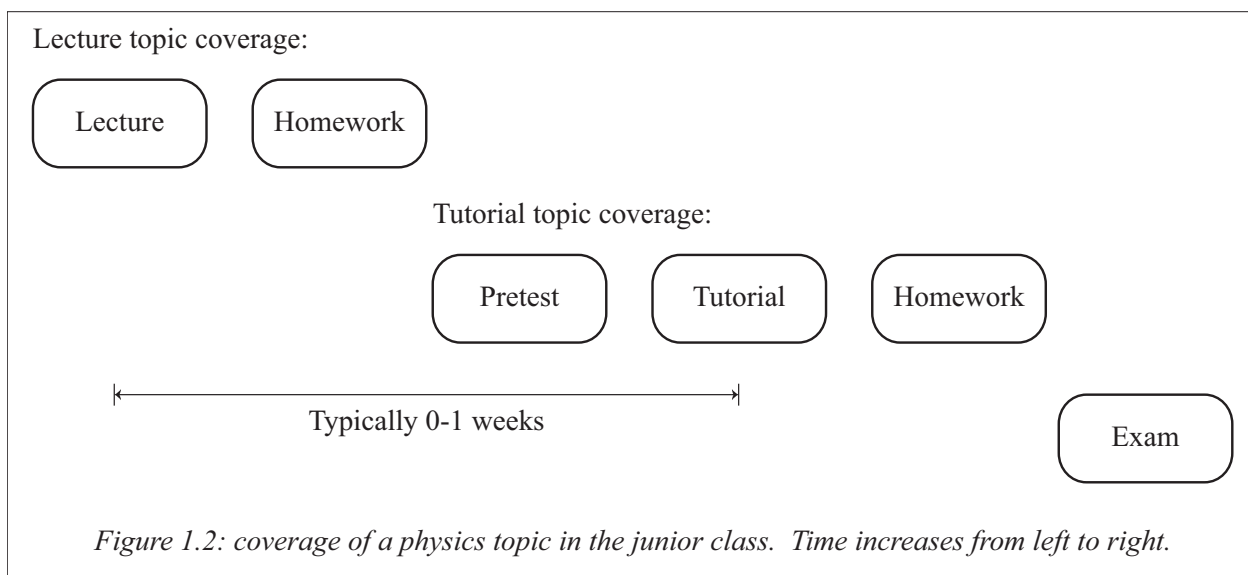 Lecture topic coverage:
Lecture Homework
Tutorial topic coverage:
Pretest Tutorial Homework
Typically 0-1 weeks
Exam
Figure 1.2: coverage of a physics topic in the junior class. Time increases from left to right.